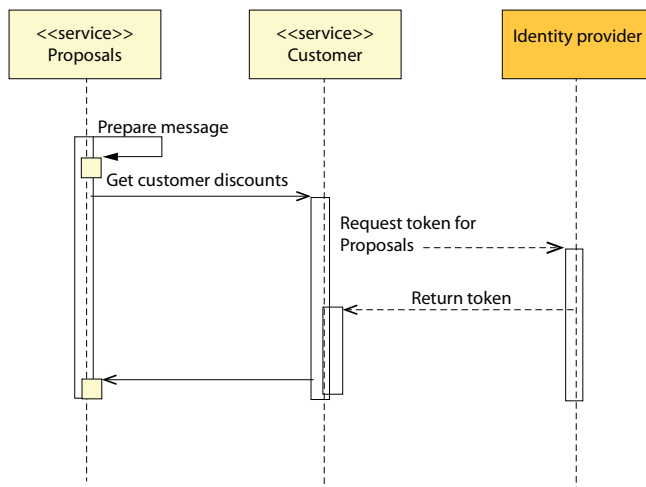 <<service>>
Proposals
<<service>>
Customer
Identity provider
Prepare message
Get customer discounts
Request token for
Proposals
Return token